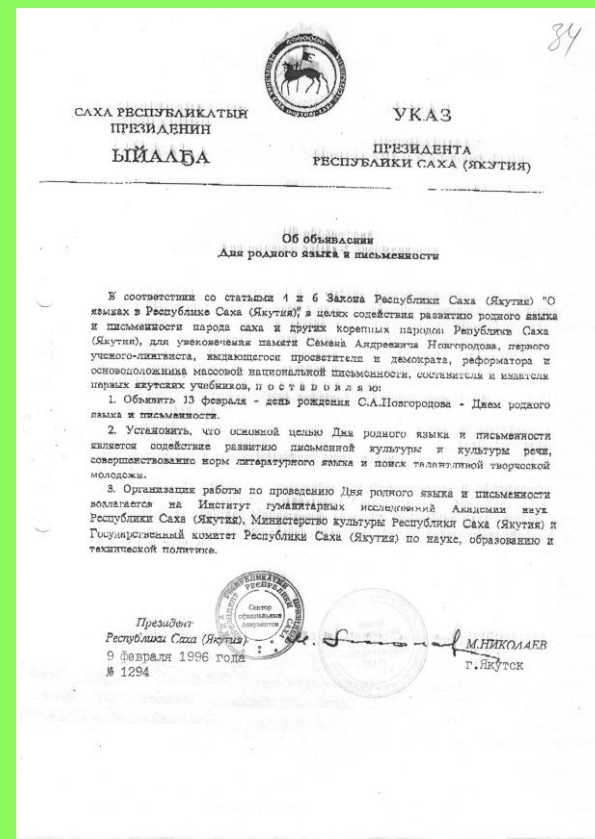 34
САХА РЕСПУБЛИКАТЫН
ПРЕЗИДЕНИН
ЫЙААҔА
УКАЗ
ПРЕЗИДЕНТА
РЕСПУБЛИКИ САХА (ЯКУТИЯ)
Об объявлении
Дня родного языка и письменности
В соответствии со статьями 4 и 6 Закона Республики Саха (Якутия) "О
языках в Республике Саха (Якутия)", в целях содействия развитию родного языка
и письменности народа саха и других коренных народов Републики Саха
(Якутия), для увековечения памяти Семена Андреевича Новгородова, первого
ученого-лингвиста, выдающегося просветителя и демократа, реформатора и
основоположника массовой национальной письменности, составителя и издателя
первых якутских учебников, п о с т а н о в л я ю:
1. Объявить 13 февраля - день рождения С.А.Новгородова - Днем родного
языка и письменности.
2. Установить, что основной целью Дня родного языка и письменности
является содействие развитию письменной культуры и культуры речи,
совершенствование норм литературного языка и поиск талантливой творческой
молодежи.
3. Организация работы по проведению Дня родного языка и письменности
возлагается на Институт гуманитарных исследований Академии наук
Республики Саха (Якутия), Министерство культуры Республики Саха (Якутия) и
Государственный комитет Республики Саха (Якутия) по науке, образованию и
технической политике.
Сектор
официальных
документов
Президент
Республики Саха (Якутия)
М.НИКОЛАЕВ
9 февраля 1996 года
г.Якутск
№ 1294